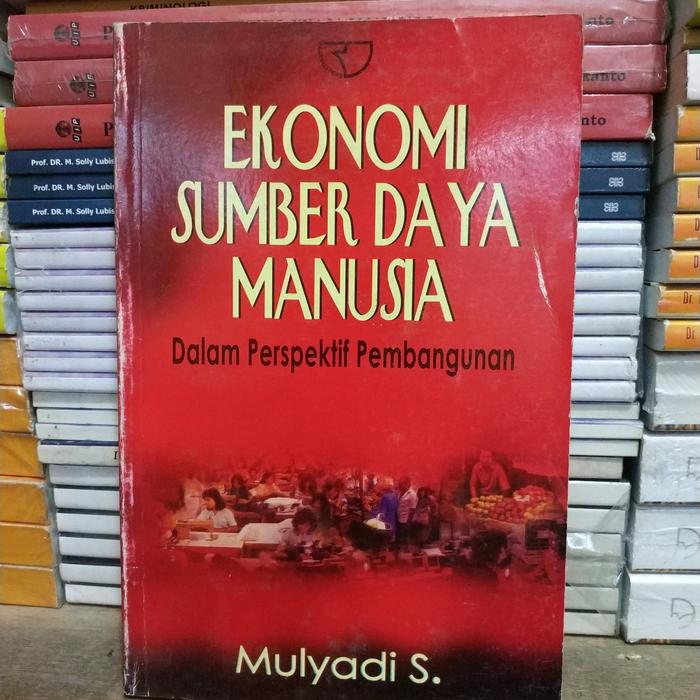 KRIMINOLOGI
EKONOMI
SUMBER DAYA
MANUSIA
Dalam Perspektif Pembangunan
Mulyadi S.
Prof. DR. M. Solly Lubis
Prof. DR. M. Solly Lubis
Prof. DR. M. Solly Lubis